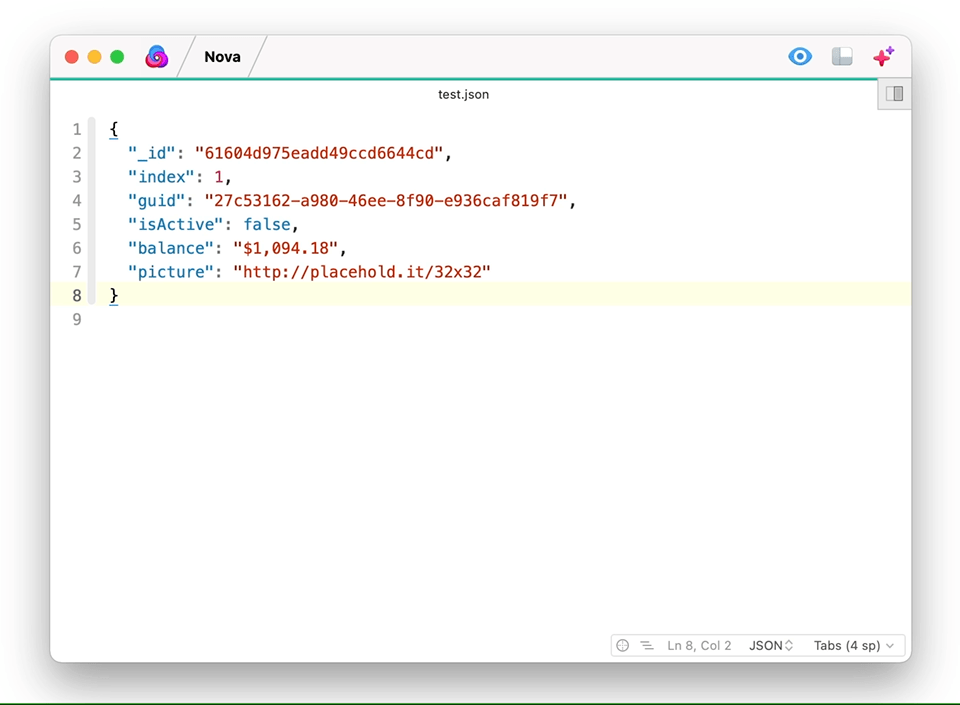 Nova
test.json
1 {
2 "_id": "61604d975eadd49ccd6644cd",
3 "index": 1,
4 "guid": "27c53162-a980-46ee-8f90-e936caf819f7",
5 "isActive": false,
6 "balance": "$1,094.18",
7 "picture": "http://placehold.it/32x32"
8 }
9
Ln 8, Col 2 JSON Tabs (4 sp)